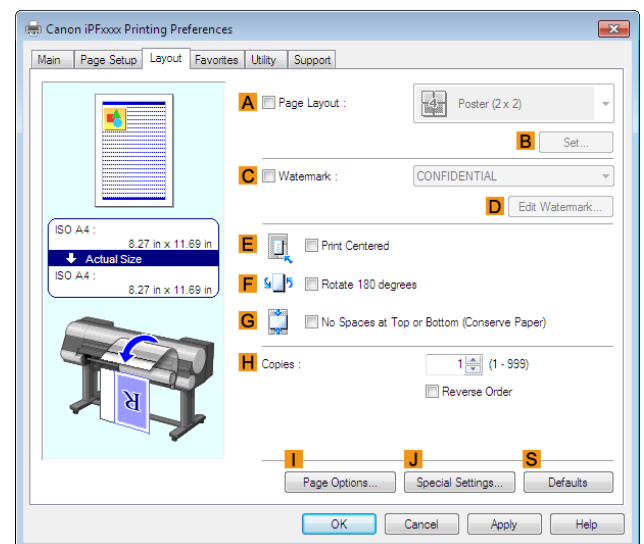 Canon iPFxxxx Printing Preferences
Main Page Setup Layout Favorites Utility Support
A Page Layout : 4 Poster (2 x 2)
B Set...
C Watermark : CONFIDENTIAL
D Edit Watermark...
ISO A4 :
8.27 in x 11.69 in
Actual Size
ISO A4 :
8.27 in x 11.69 in
E Print Centered
F Rotate 180 degrees
G No Spaces at Top or Bottom (Conserve Paper)
H Copies : 1 (1 - 999)
Reverse Order
R
I J S
Page Options... Special Settings... Defaults
OK Cancel Apply Help